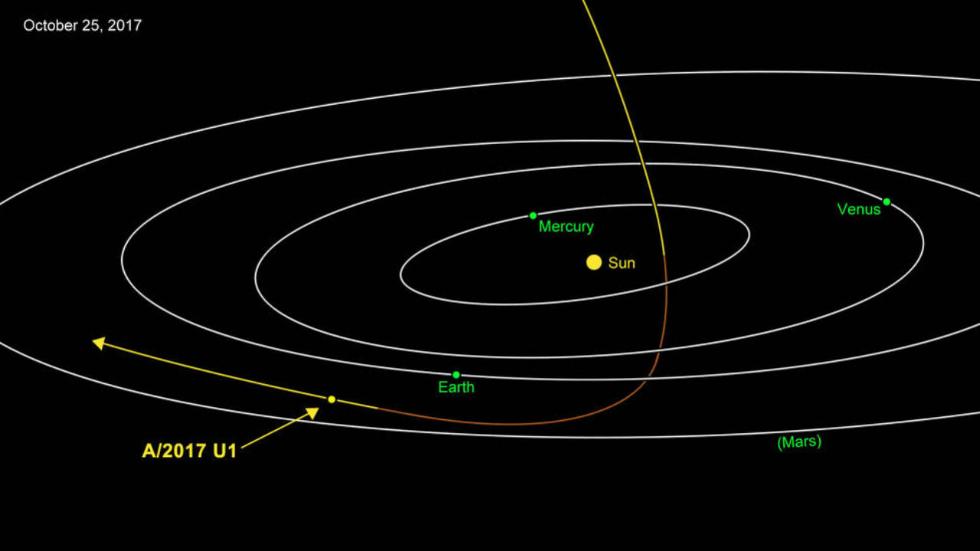 October 25, 2017
Venus
Mercury
Sun
Earth
(Mars)
A/2017 U1